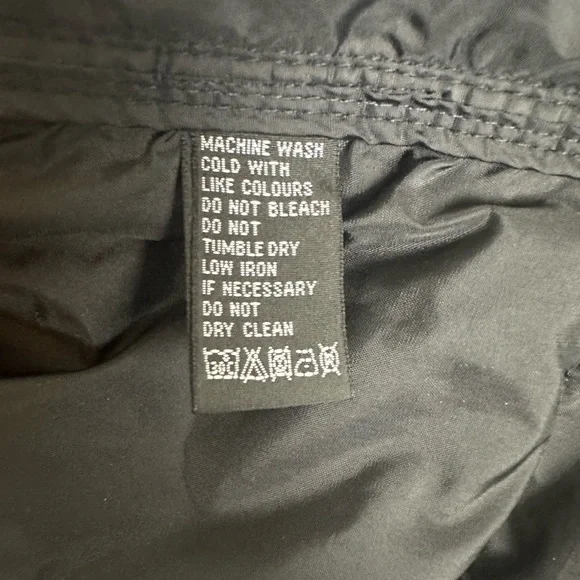 MACHINE WASH
COLD WITH
LIKE COLOURS
DO NOT BLEACH
DO NOT
TUMBLE DRY
LOW IRON
IF NECESSARY
DO NOT
DRY CLEAN
30C